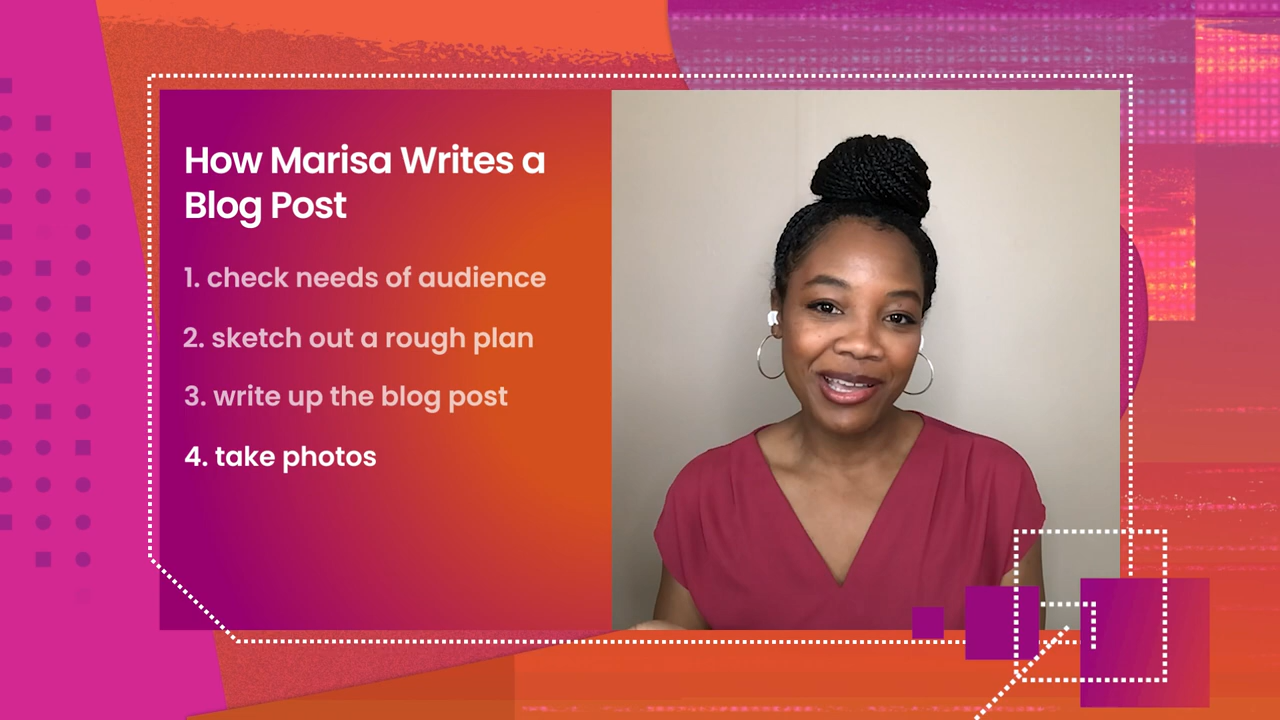 How Marisa Writes a
Blog Post
1. check needs of audience
2. sketch out a rough plan
3. write up the blog post
4. take photos